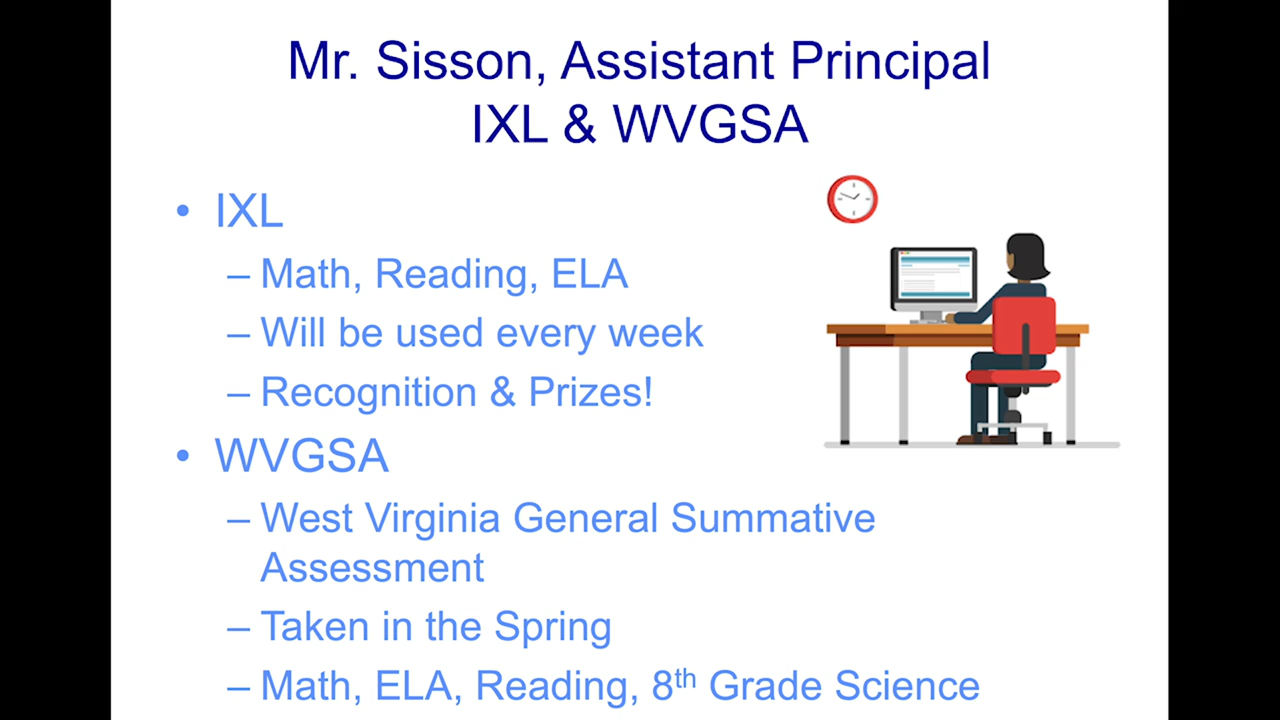 Mr. Sisson, Assistant Principal
IXL & WVGSA
• IXL
– Math, Reading, ELA
– Will be used every week
– Recognition & Prizes!
• WVGSA
– West Virginia General Summative
Assessment
– Taken in the Spring
– Math, ELA, Reading, 8th Grade Science